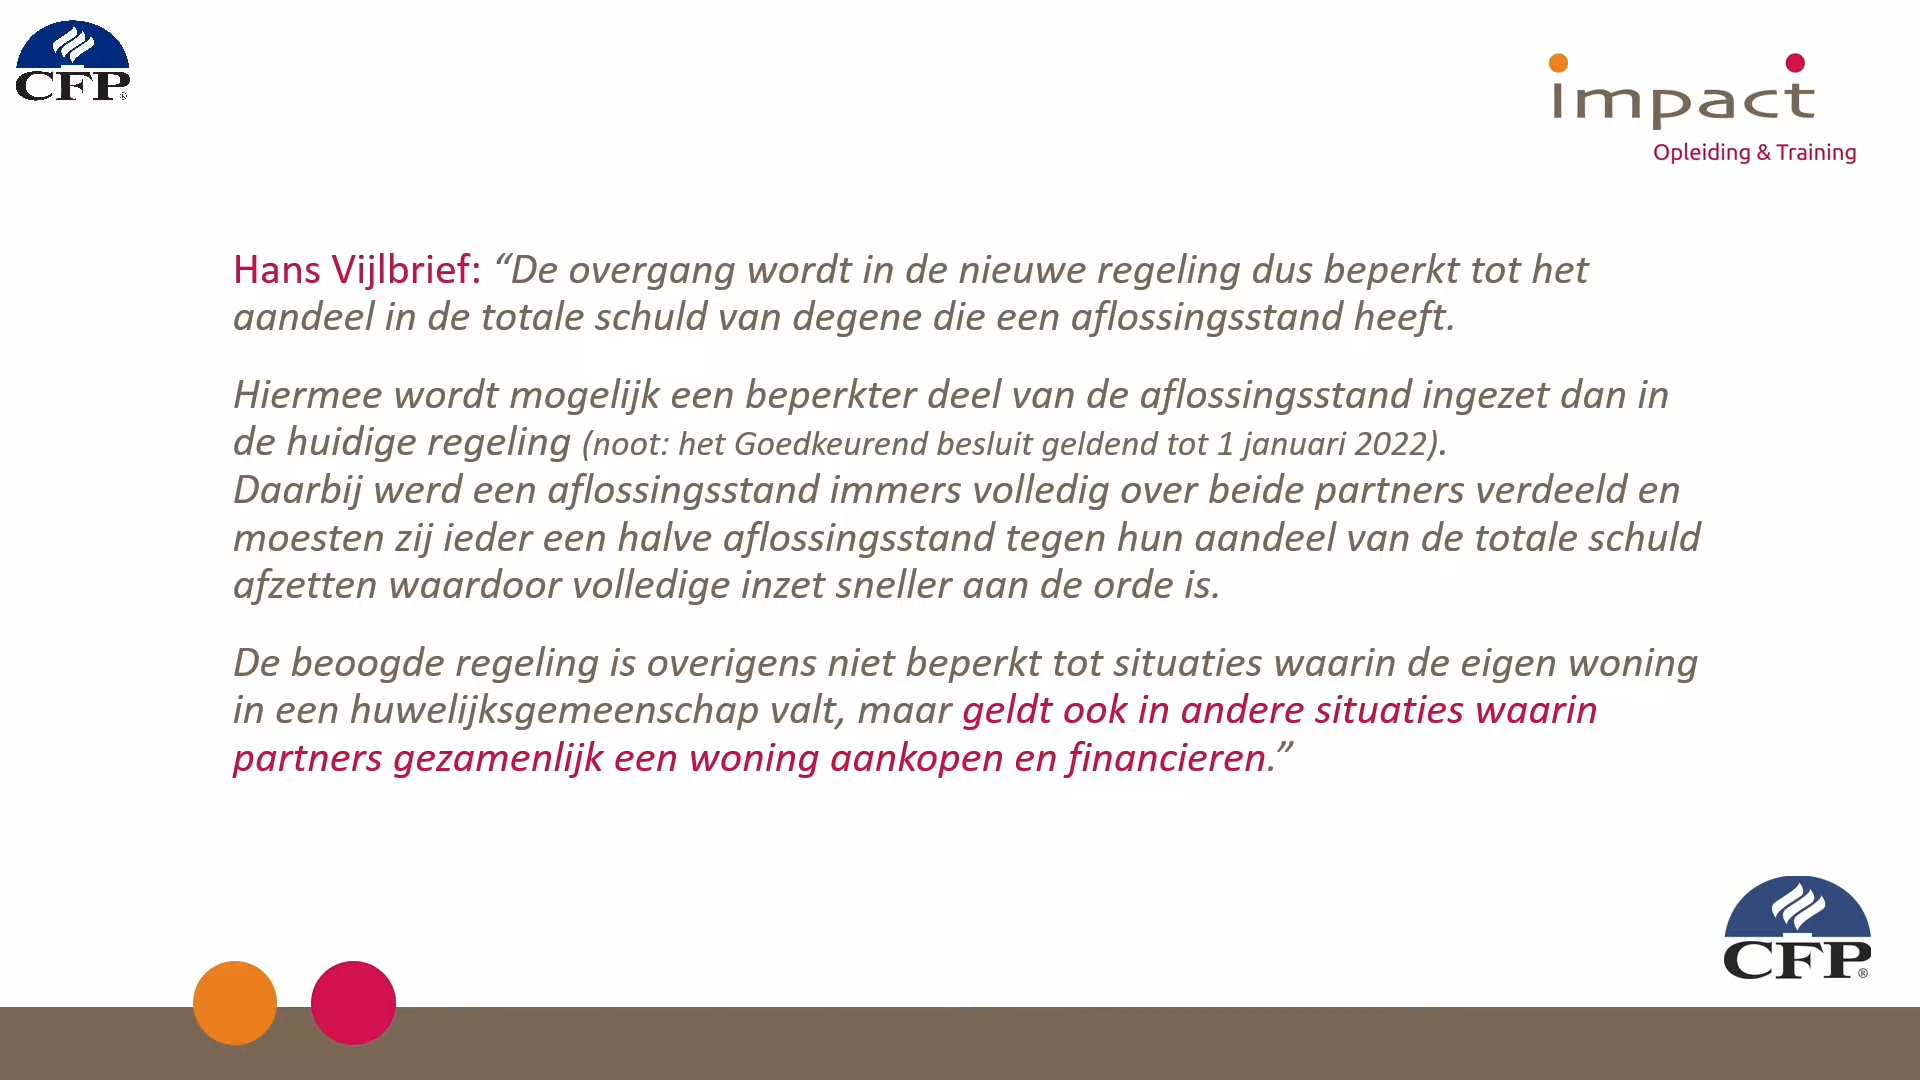 CFP®
impact
Opleiding & Training
Hans Vijlbrief: “De overgang wordt in de nieuwe regeling dus beperkt tot het
aandeel in de totale schuld van degene die een aflossingsstand heeft.
Hiermee wordt mogelijk een beperkter deel van de aflossingsstand ingezet dan in
de huidige regeling (noot: het Goedkeurend besluit geldend tot 1 januari 2022).
Daarbij werd een aflossingsstand immers volledig over beide partners verdeeld en
moesten zij ieder een halve aflossingsstand tegen hun aandeel van de totale schuld
afzetten waardoor volledige inzet sneller aan de orde is.
De beoogde regeling is overigens niet beperkt tot situaties waarin de eigen woning
in een huwelijksgemeenschap valt, maar geldt ook in andere situaties waarin
partners gezamenlijk een woning aankopen en financieren.”
CFP®